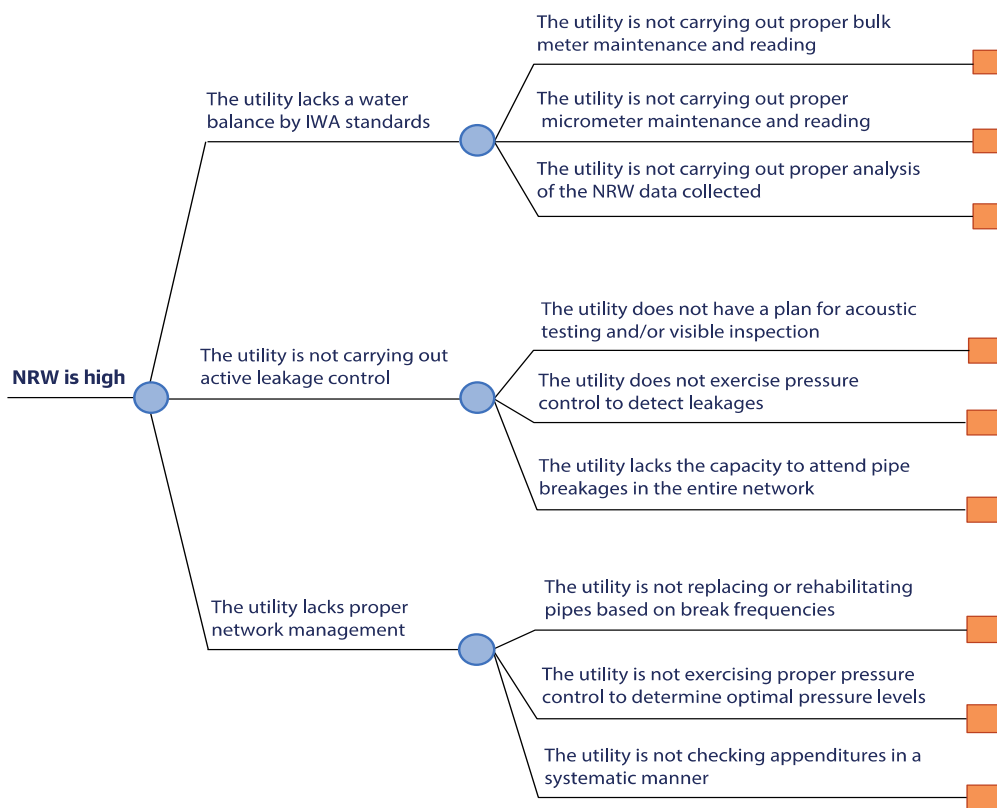 The utility is not carrying out proper bulk
meter maintenance and reading
The utility lacks a water
balance by IWA standards
The utility is not carrying out proper
micrometer maintenance and reading
The utility is not carrying out proper analysis
of the NRW data collected
NRW is high
The utility is not carrying out
active leakage control
The utility does not have a plan for acoustic
testing and/or visible inspection
The utility does not exercise pressure
control to detect leakages
The utility lacks the capacity to attend pipe
breakages in the entire network
The utility lacks proper
network management
The utility is not replacing or rehabilitating
pipes based on break frequencies
The utility is not exercising proper pressure
control to determine optimal pressure levels
The utility is not checking appenditures in a
systematic manner